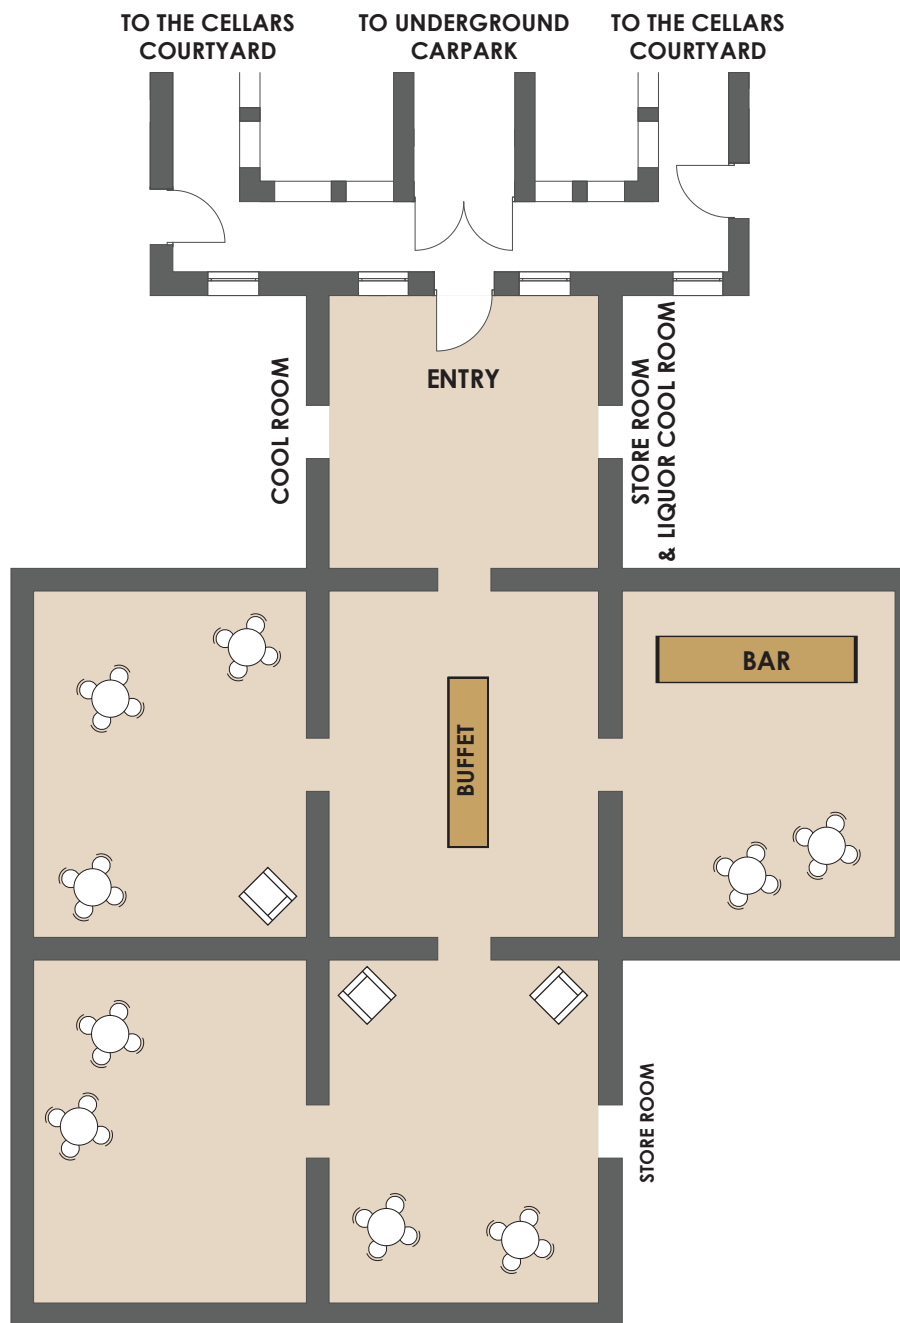 TO THE CELLARS
COURTYARD
TO UNDERGROUND
CARPARK
TO THE CELLARS
COURTYARD
ENTRY
COOL ROOM
STORE ROOM
& LIQUOR COOL ROOM
BAR
BUFFET
STORE ROOM